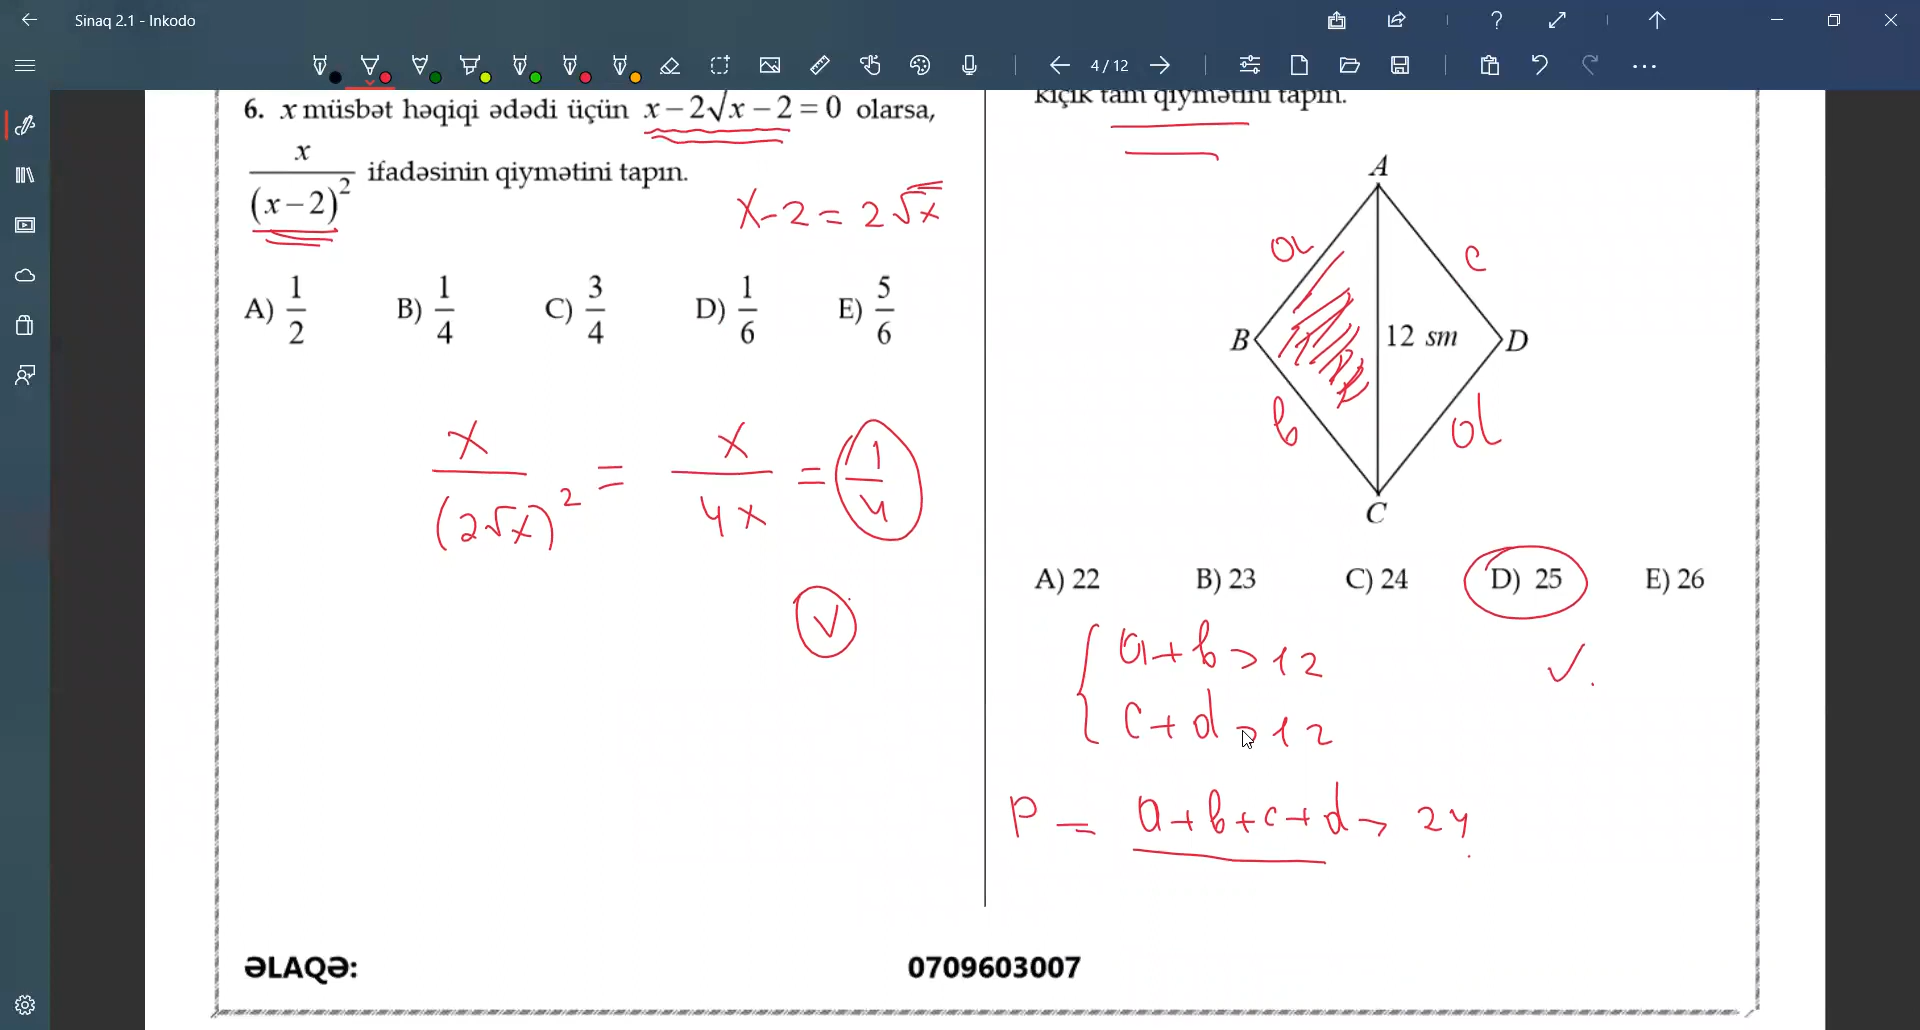 Sinaq 2.1 - Inkodo
4 / 12
6. x müsbət həqiqi ədədi üçün x − 2√x − 2 = 0 olarsa,
x/(x−2)² ifadəsinin qiymətini tapın.
x-2 = 2√x
A) 1/2 B) 1/4 C) 3/4 D) 1/6 E) 5/6
x/(2√x)² = x/4x = 1/4
kiçik tam qiymətini tapın.
A
a c
B 12 sm D
b d
C
A) 22 B) 23 C) 24 D) 25 E) 26
a+b>12
c+d>12
P = a+b+c+d > 24
ƏLAQƏ: 0709603007